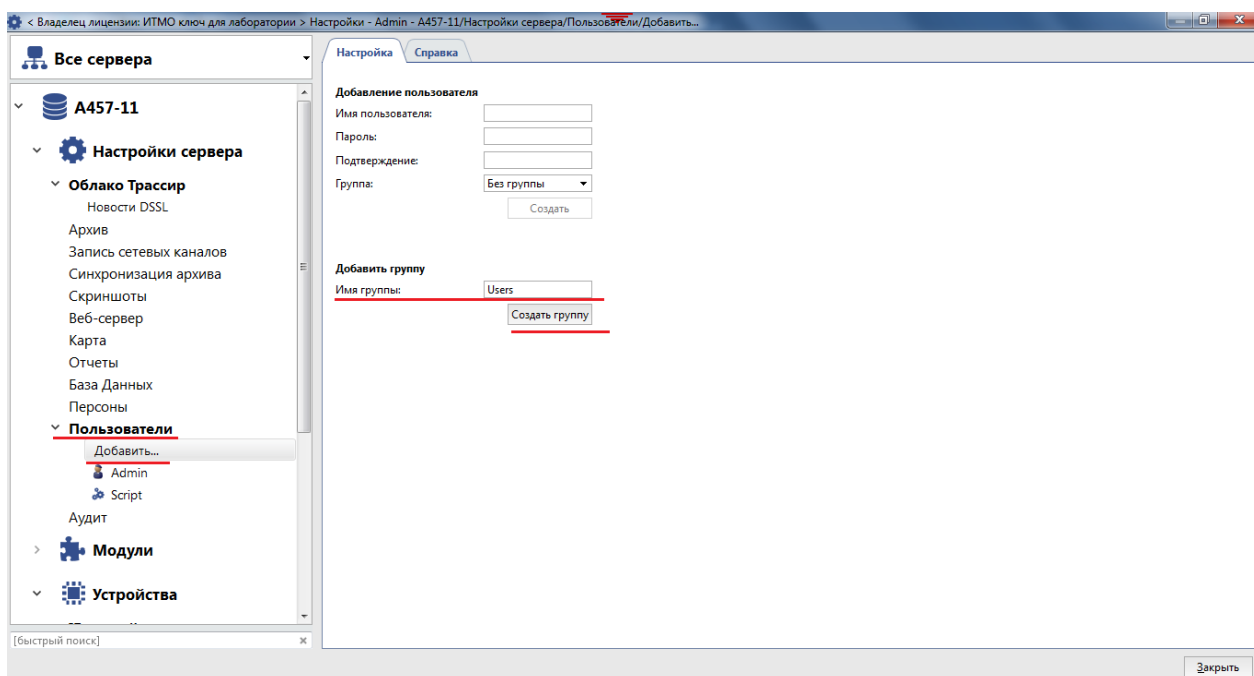 < Владелец лицензии: ИТМО ключ для лаборатории > Настройки - Admin - A457-11/Настройки сервера/Пользователи/Добавить...
Все сервера
A457-11
Настройки сервера
Облако Трассир
Новости DSSL
Архив
Запись сетевых каналов
Синхронизация архива
Скриншоты
Веб-сервер
Карта
Отчеты
База Данных
Персоны
Пользователи
Добавить...
Admin
Script
Аудит
Модули
Устройства
[быстрый поиск]
Настройка
Справка
Добавление пользователя
Имя пользователя:
Пароль:
Подтверждение:
Группа: Без группы
Создать
Добавить группу
Имя группы: Users
Создать группу
Закрыть